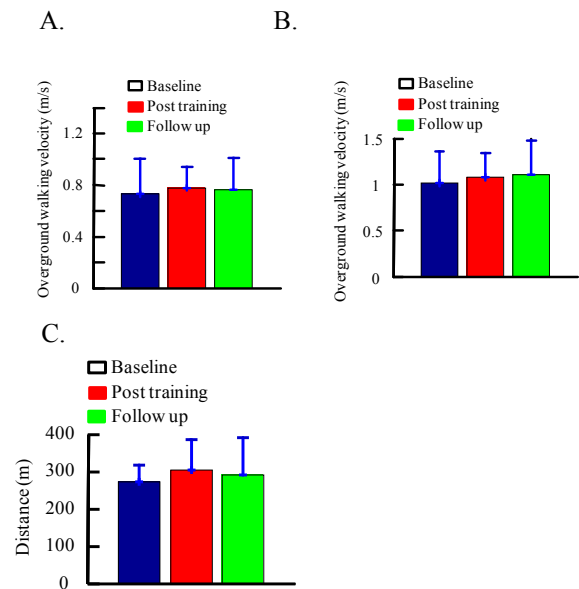 A.
Baseline
Post training
Follow up
Overground walking velocity (m/s)
1.2
0.8
0.4
0
B.
Baseline
Post training
Follow up
Overground walking velocity (m/s)
1.5
1
0.5
0
C.
Baseline
Post training
Follow up
Distance (m)
400
300
200
100
0